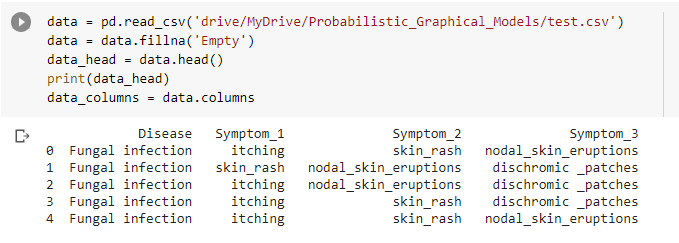 data = pd.read_csv('drive/MyDrive/Probabilistic_Graphical_Models/test.csv')
data = data.fillna('Empty')
data_head = data.head()
print(data_head)
data_columns = data.columns
Disease Symptom_1 Symptom_2 Symptom_3
0 Fungal infection itching skin_rash nodal_skin_eruptions
1 Fungal infection skin_rash nodal_skin_eruptions dischromic _patches
2 Fungal infection itching nodal_skin_eruptions dischromic _patches
3 Fungal infection itching skin_rash dischromic _patches
4 Fungal infection itching skin_rash nodal_skin_eruptions